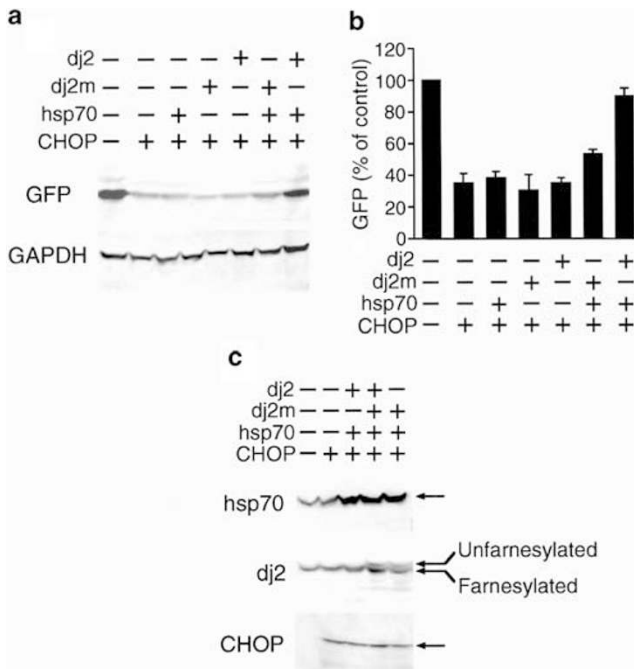 a
dj2 − − − − + − +
dj2m − − − + − + −
hsp70 − − + − − + +
CHOP − + + + + + +
GFP
GAPDH
b
GFP (% of control)
120
100
80
60
40
20
0
dj2 − − − − + − +
dj2m − − − + − + −
hsp70 − − + − − + +
CHOP − + + + + + +
c
dj2 − − + + −
dj2m − − − + +
hsp70 − − + + +
CHOP − + + + +
hsp70
dj2
Unfarnesylated
Farnesylated
CHOP